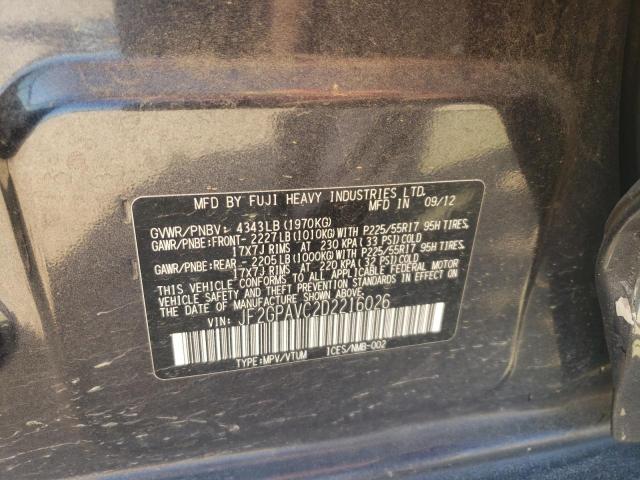 MFD BY FUJI HEAVY INDUSTRIES LTD.
MFD IN 09/12
GVWR/PNBV: 4343LB(1970KG)
GAWR/PNBE:FRONT-2227LB(1010KG)WITH P225/55R17 95H TIRES,
17X7J RIMS AT 230 KPA(33 PSI)COLD
GAWR/PNBE:REAR -2205LB(1000KG)WITH P225/55R17 95H TIRES,
17X7J RIMS AT 220 KPA(32 PSI)COLD
THIS VEHICLE CONFORMS TO ALL APPLICABLE FEDERAL MOTOR
VEHICLE SAFETY AND THEFT PREVENTION STANDARDS IN EFFECT ON THE
DATE OF MANUFACTURE SHOWN ABOVE.
VIN: JF2GPAVC2D2216026
TYPE:MPV/VTUM ICES/NMB-002